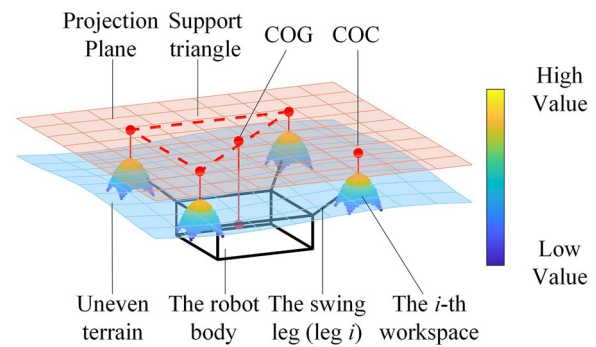 Projection
Plane
Support
triangle
COG
COC
High
Value
Low
Value
Uneven
terrain
The robot
body
The swing
leg (leg i)
The i-th
workspace